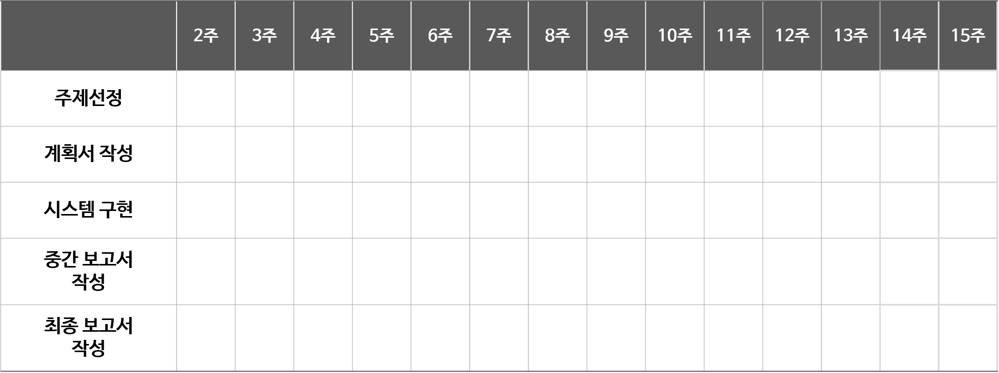 2주 3주 4주 5주 6주 7주 8주 9주 10주 11주 12주 13주 14주 15주
주제선정
계획서 작성
시스템 구현
중간 보고서
작성
최종 보고서
작성